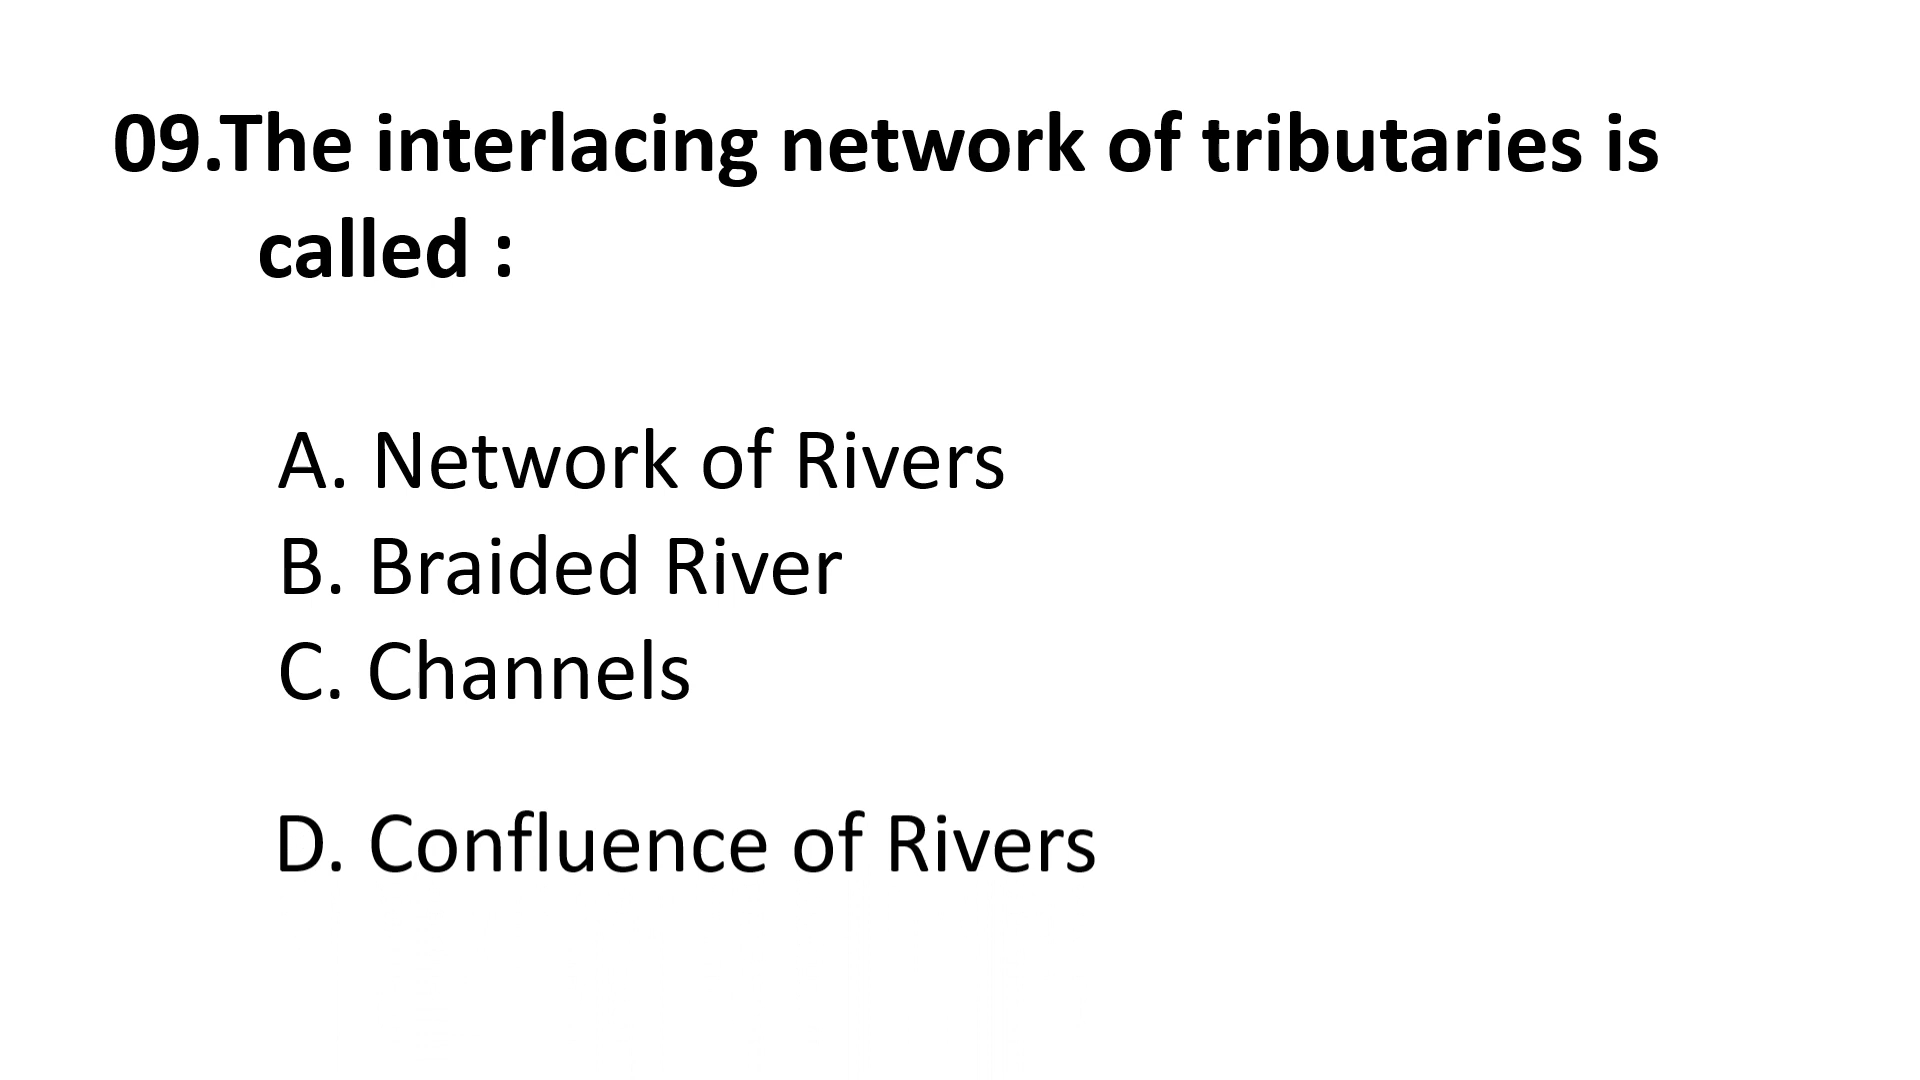 09.The interlacing network of tributaries is
called :
A. Network of Rivers
B. Braided River
C. Channels
D. Confluence of Rivers